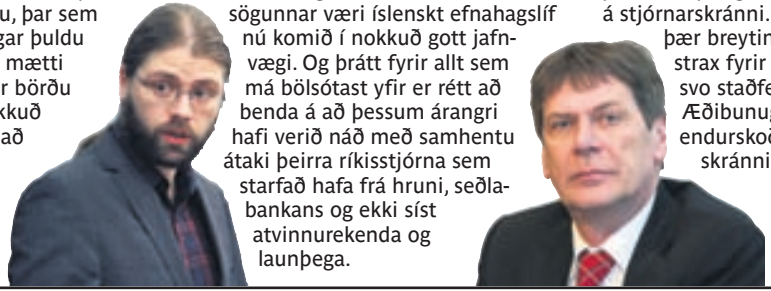 u, þar sem
gar þuldu
mætti
r börðu
kkuð
að
sögunnar væri íslenskt efnahagslíf
nú komið í nokkuð gott jafn-
vægi. Og þrátt fyrir allt sem
má bölsótast yfir er rétt að
benda á að þessum árangri
hafi verið náð með samhentu
átaki þeirra ríkisstjórna sem
starfað hafa frá hruni, seðla-
bankans og ekki síst
atvinnurekenda og
launþega.
á stjórnarskránni.
þær breytin
strax fyrir
svo staðfe
Æðibunug
endurskoð
skránni